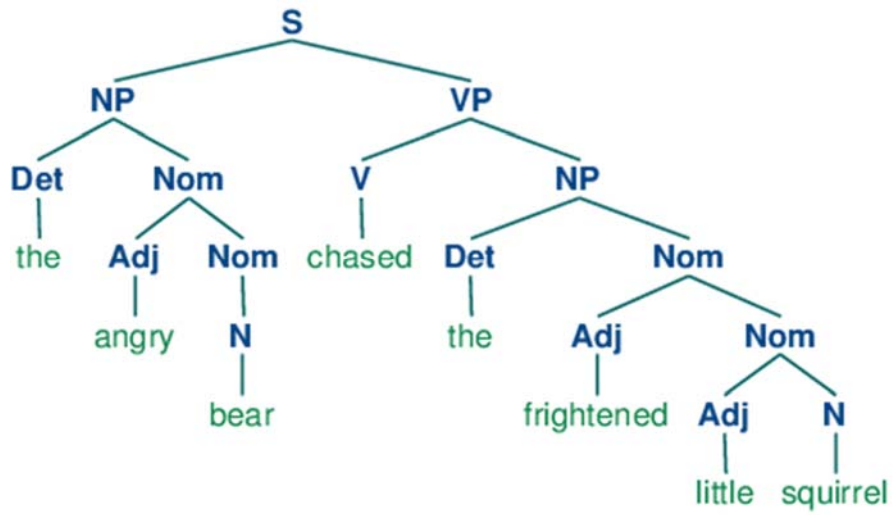 S
NP VP
Det Nom V NP
the Adj Nom chased Det Nom
angry N the Adj Nom
bear frightened Adj N
little squirrel